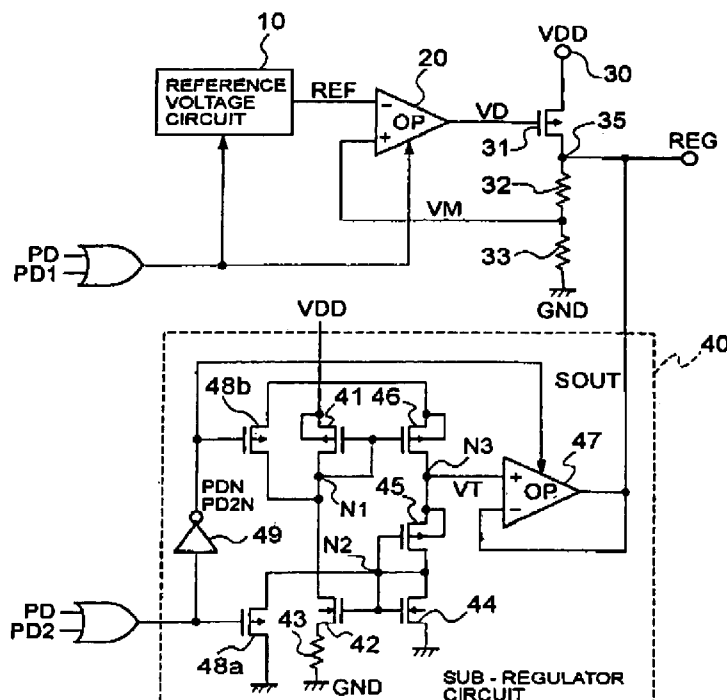 10
REFERENCE
VOLTAGE
CIRCUIT
REF
20
−
OP
+
VD
VDD
30
31
35
REG
32
VM
33
GND
PD
PD1
VDD
40
SOUT
48b
41
46
N3
47
PDN
PD2N
N1
45
VT
+
OP
−
49
N2
PD
PD2
48a
43
42
44
GND
SUB - REGULATOR
CIRCUIT